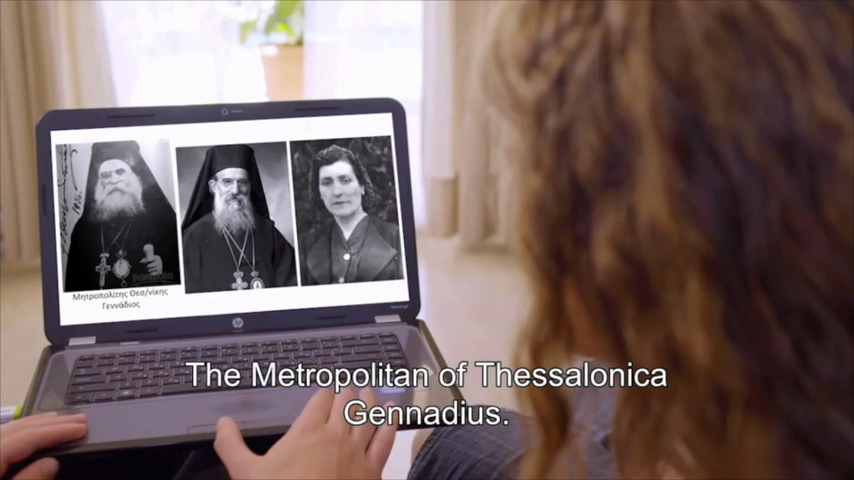 Μητροπολίτης Θεσ/νίκης
Γεννάδιος
hp
The Metropolitan of Thessalonica
Gennadius.